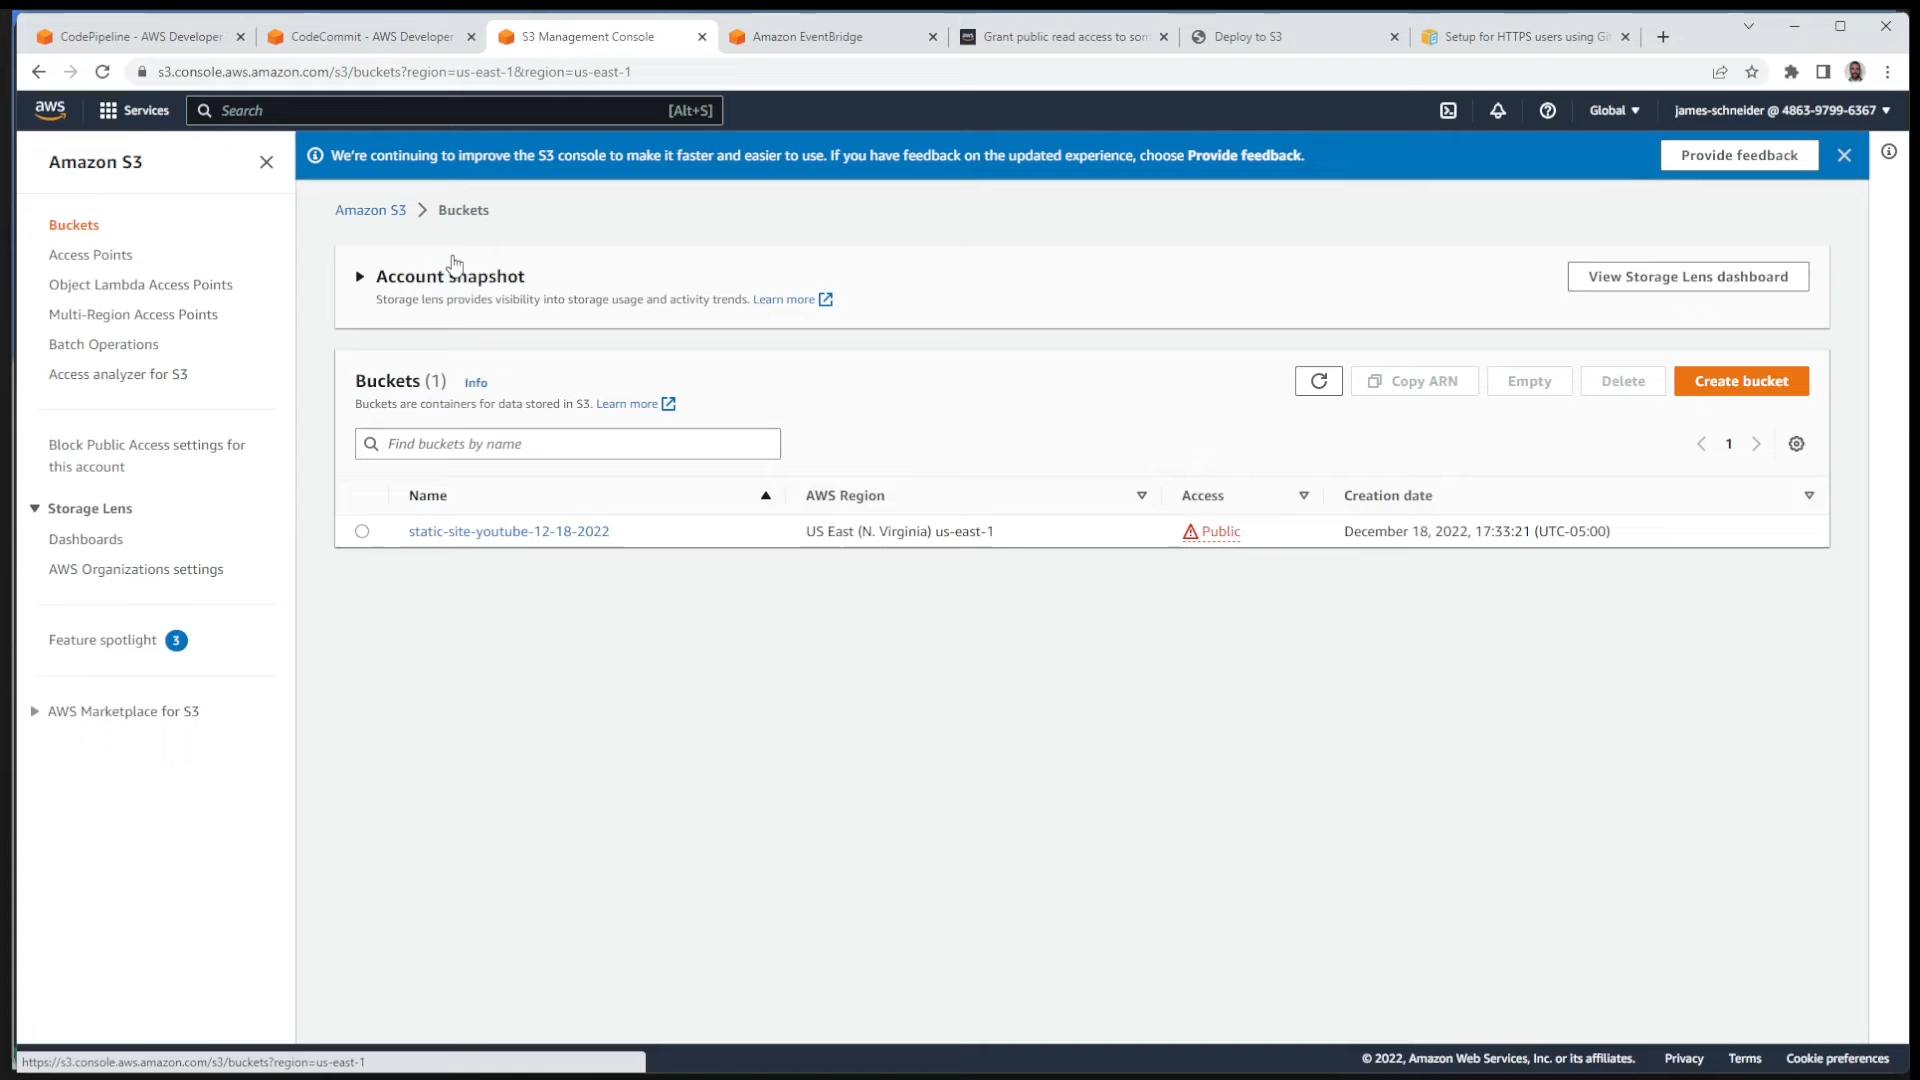 CodePipeline - AWS Developer
CodeCommit - AWS Developer
S3 Management Console
Amazon EventBridge
Grant public read access to som
Deploy to S3
Setup for HTTPS users using Git
s3.console.aws.amazon.com/s3/buckets?region=us-east-1&region=us-east-1
aws
Services
Search
[Alt+S]
Global
james-schneider @ 4863-9799-6367
Amazon S3
Buckets
Access Points
Object Lambda Access Points
Multi-Region Access Points
Batch Operations
Access analyzer for S3
Block Public Access settings for
this account
Storage Lens
Dashboards
AWS Organizations settings
Feature spotlight 3
AWS Marketplace for S3
We're continuing to improve the S3 console to make it faster and easier to use. If you have feedback on the updated experience, choose Provide feedback.
Provide feedback
Amazon S3 > Buckets
Account snapshot
Storage lens provides visibility into storage usage and activity trends. Learn more
View Storage Lens dashboard
Buckets (1) Info
Buckets are containers for data stored in S3. Learn more
Copy ARN
Empty
Delete
Create bucket
Find buckets by name
1
Name
AWS Region
Access
Creation date
static-site-youtube-12-18-2022
US East (N. Virginia) us-east-1
Public
December 18, 2022, 17:33:21 (UTC-05:00)
https://s3.console.aws.amazon.com/s3/buckets?region=us-east-1
© 2022, Amazon Web Services, Inc. or its affiliates.
Privacy
Terms
Cookie preferences